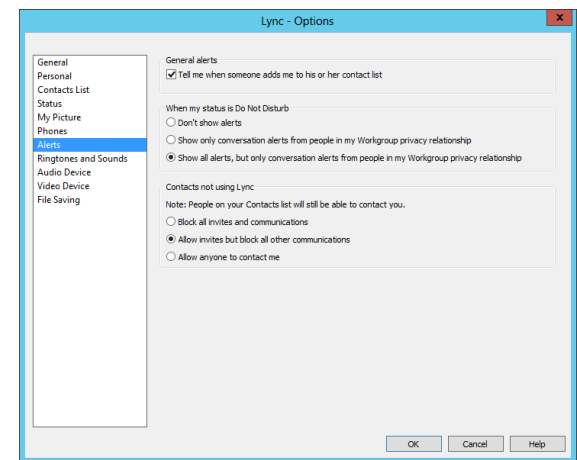 Lync - Options
x
General
Personal
Contacts List
Status
My Picture
Phones
Alerts
Ringtones and Sounds
Audio Device
Video Device
File Saving
General alerts
Tell me when someone adds me to his or her contact list
When my status is Do Not Disturb
Don't show alerts
Show only conversation alerts from people in my Workgroup privacy relationship
Show all alerts, but only conversation alerts from people in my Workgroup privacy relationship
Contacts not using Lync
Note: People on your Contacts list will still be able to contact you.
Block all invites and communications
Allow invites but block all other communications
Allow anyone to contact me
OK Cancel Help